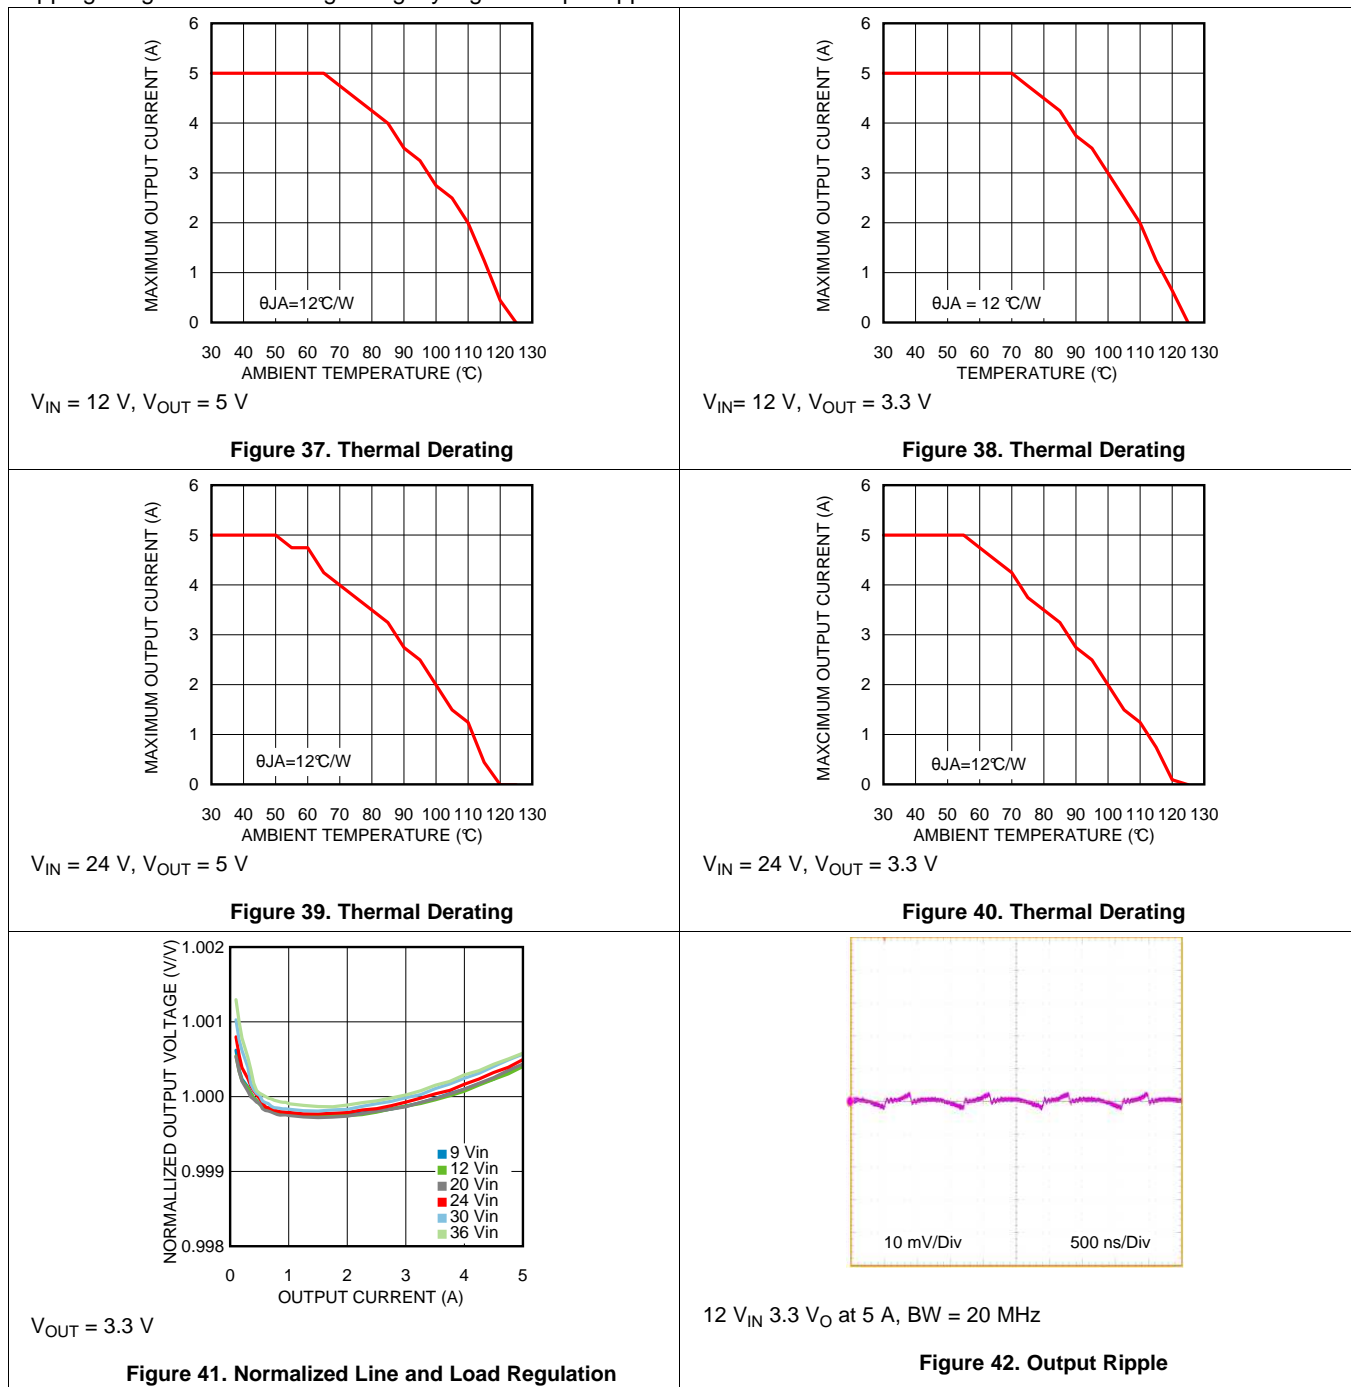 MAXIMUM OUTPUT CURRENT (A)
6
5
4
3
2
1
0
θJA=12°C/W
30 40 50 60 70 80 90 100 110 120 130
AMBIENT TEMPERATURE (°C)
VIN = 12 V, VOUT = 5 V
Figure 37. Thermal Derating
MAXIMUM OUTPUT CURRENT (A)
6
5
4
3
2
1
0
θJA = 12 °C/W
30 40 50 60 70 80 90 100 110 120 130
TEMPERATURE (°C)
VIN= 12 V, VOUT = 3.3 V
Figure 38. Thermal Derating
MAXIMUM OUTPUT CURRENT (A)
6
5
4
3
2
1
0
θJA=12°C/W
30 40 50 60 70 80 90 100 110 120 130
AMBIENT TEMPERATURE (°C)
VIN = 24 V, VOUT = 5 V
Figure 39. Thermal Derating
MAXCIMUM OUTPUT CURRENT (A)
6
5
4
3
2
1
0
θJA=12°C/W
30 40 50 60 70 80 90 100 110 120 130
AMBIENT TEMPERATURE (°C)
VIN = 24 V, VOUT = 3.3 V
Figure 40. Thermal Derating
NORMALLIZED OUTPUT VOLTAGE (V/V)
1.002
1.001
1.000
0.999
0.998
9 Vin
12 Vin
20 Vin
24 Vin
30 Vin
36 Vin
0 1 2 3 4 5
OUTPUT CURRENT (A)
VOUT = 3.3 V
Figure 41. Normalized Line and Load Regulation
10 mV/Div
500 ns/Div
12 VIN 3.3 VO at 5 A, BW = 20 MHz
Figure 42. Output Ripple